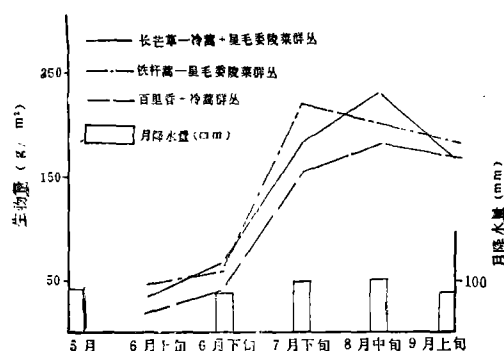 长芒草—冷蒿+星毛委陵菜群丛
铁杆蒿—星毛委陵菜群丛
百里香+冷蒿群丛
月降水量(mm)
生物量(g/m²)
250
150
50
月降水量(mm)
100
5月 6月上旬 6月下旬 7月下旬 8月中旬 9月上旬